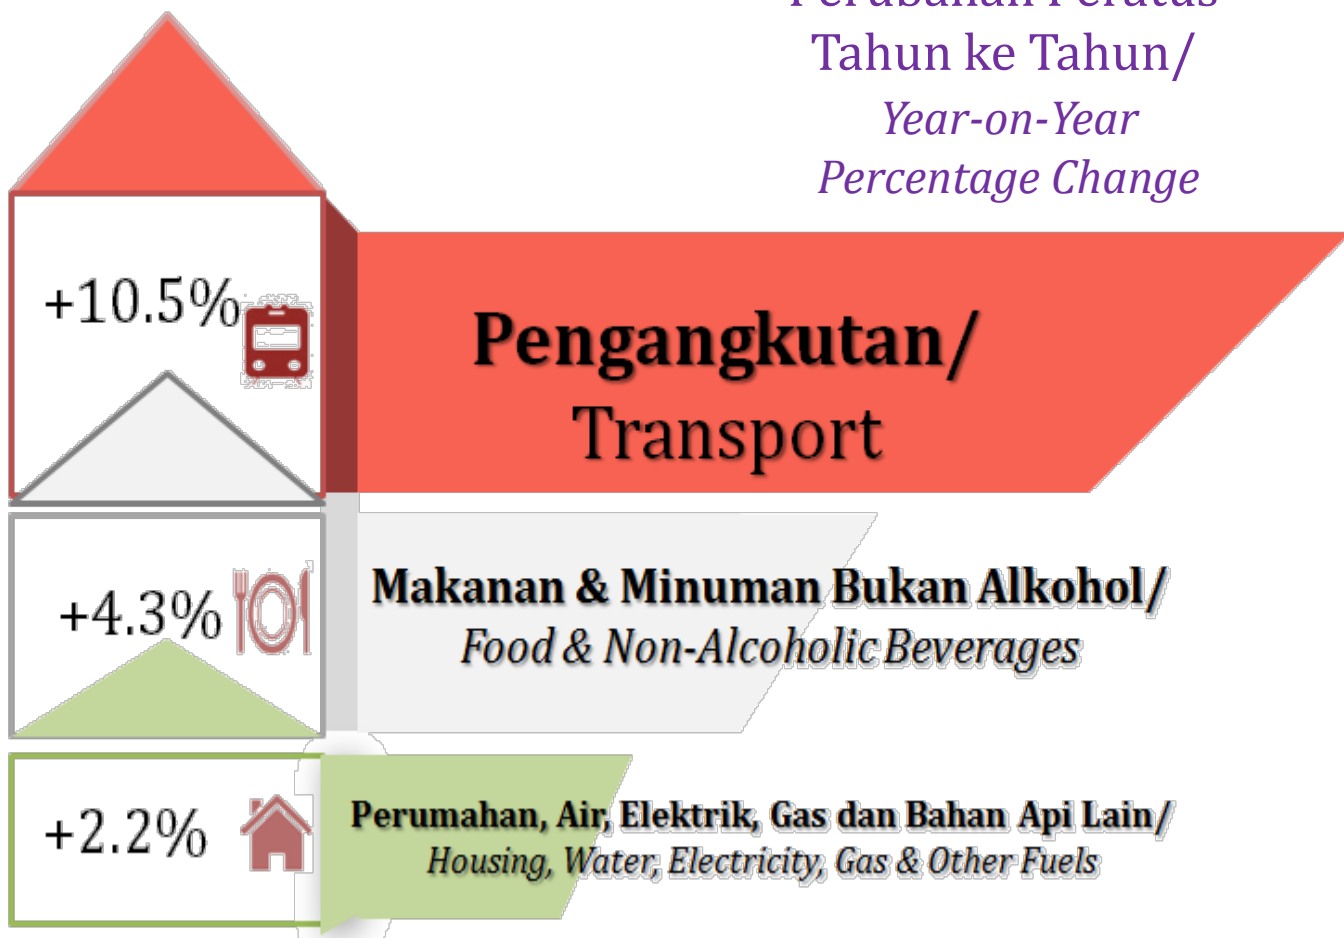 Perubahan Peratus
Tahun ke Tahun/
Year-on-Year
Percentage Change
+10.5%
Pengangkutan/
Transport
+4.3%
Makanan & Minuman Bukan Alkohol/
Food & Non-Alcoholic Beverages
+2.2%
Perumahan, Air, Elektrik, Gas dan Bahan Api Lain/
Housing, Water, Electricity, Gas & Other Fuels